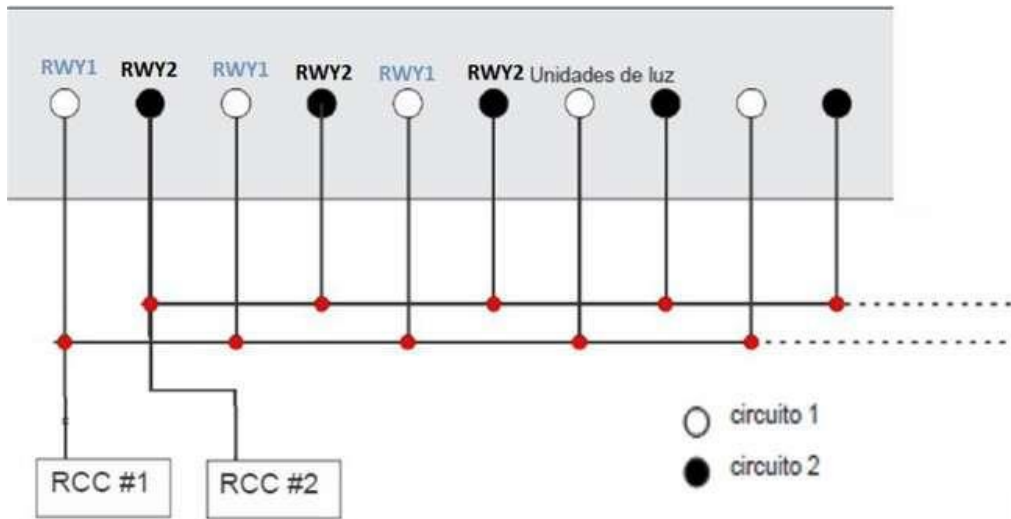 RWY1 RWY2 RWY1 RWY2 RWY1 RWY2 Unidades de luz
circuito 1
circuito 2
RCC #1 RCC #2